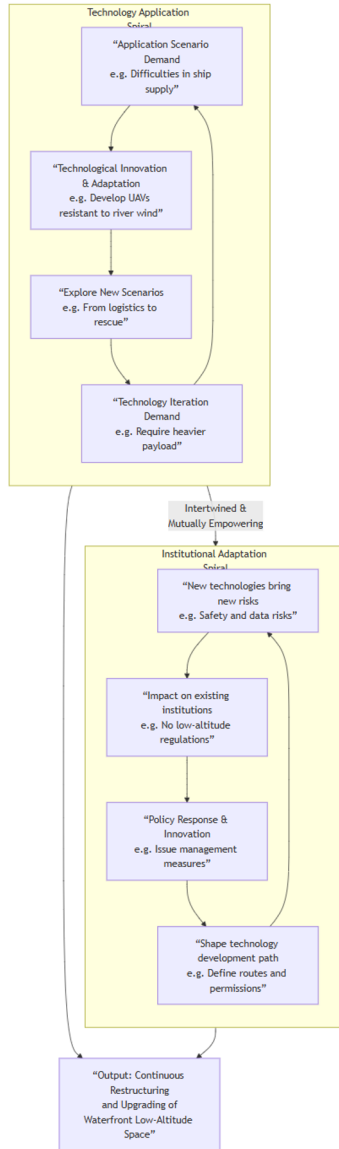 Technology Application
Spiral
“Application Scenario
Demand
e.g. Difficulties in ship
supply”
“Technological Innovation
& Adaptation
e.g. Develop UAVs
resistant to river wind”
“Explore New Scenarios
e.g. From logistics to
rescue”
“Technology Iteration
Demand
e.g. Require heavier
payload”
Intertwined &
Mutually Empowering
Institutional Adaptation
Spiral
“New technologies bring
new risks
e.g. Safety and data risks”
“Impact on existing
institutions
e.g. No low-altitude
regulations”
“Policy Response &
Innovation
e.g. Issue management
measures”
“Shape technology
development path
e.g. Define routes and
permissions”
“Output: Continuous
Restructuring
and Upgrading of
Waterfront Low-Altitude
Space”